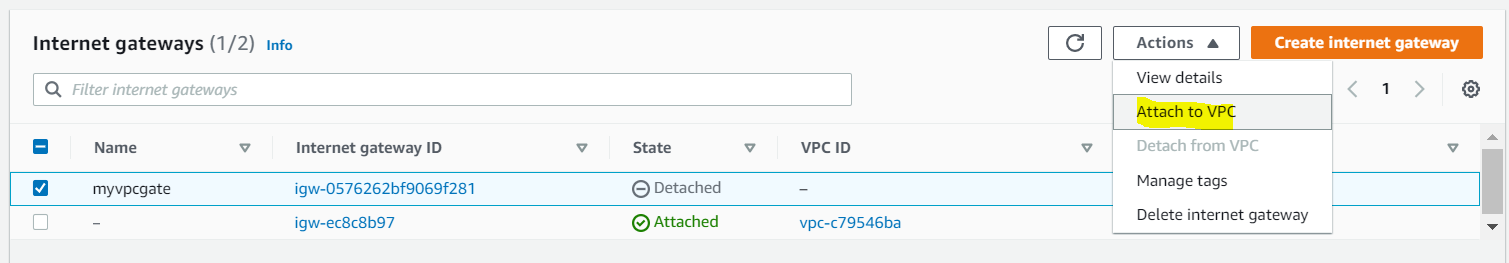 Internet gateways (1/2) Info
Actions
Create internet gateway
Filter internet gateways
1
View details
Attach to VPC
Detach from VPC
Manage tags
Delete internet gateway
Name Internet gateway ID State VPC ID
myvpcgate igw-0576262bf9069f281 Detached –
– igw-ec8c8b97 Attached vpc-c79546ba